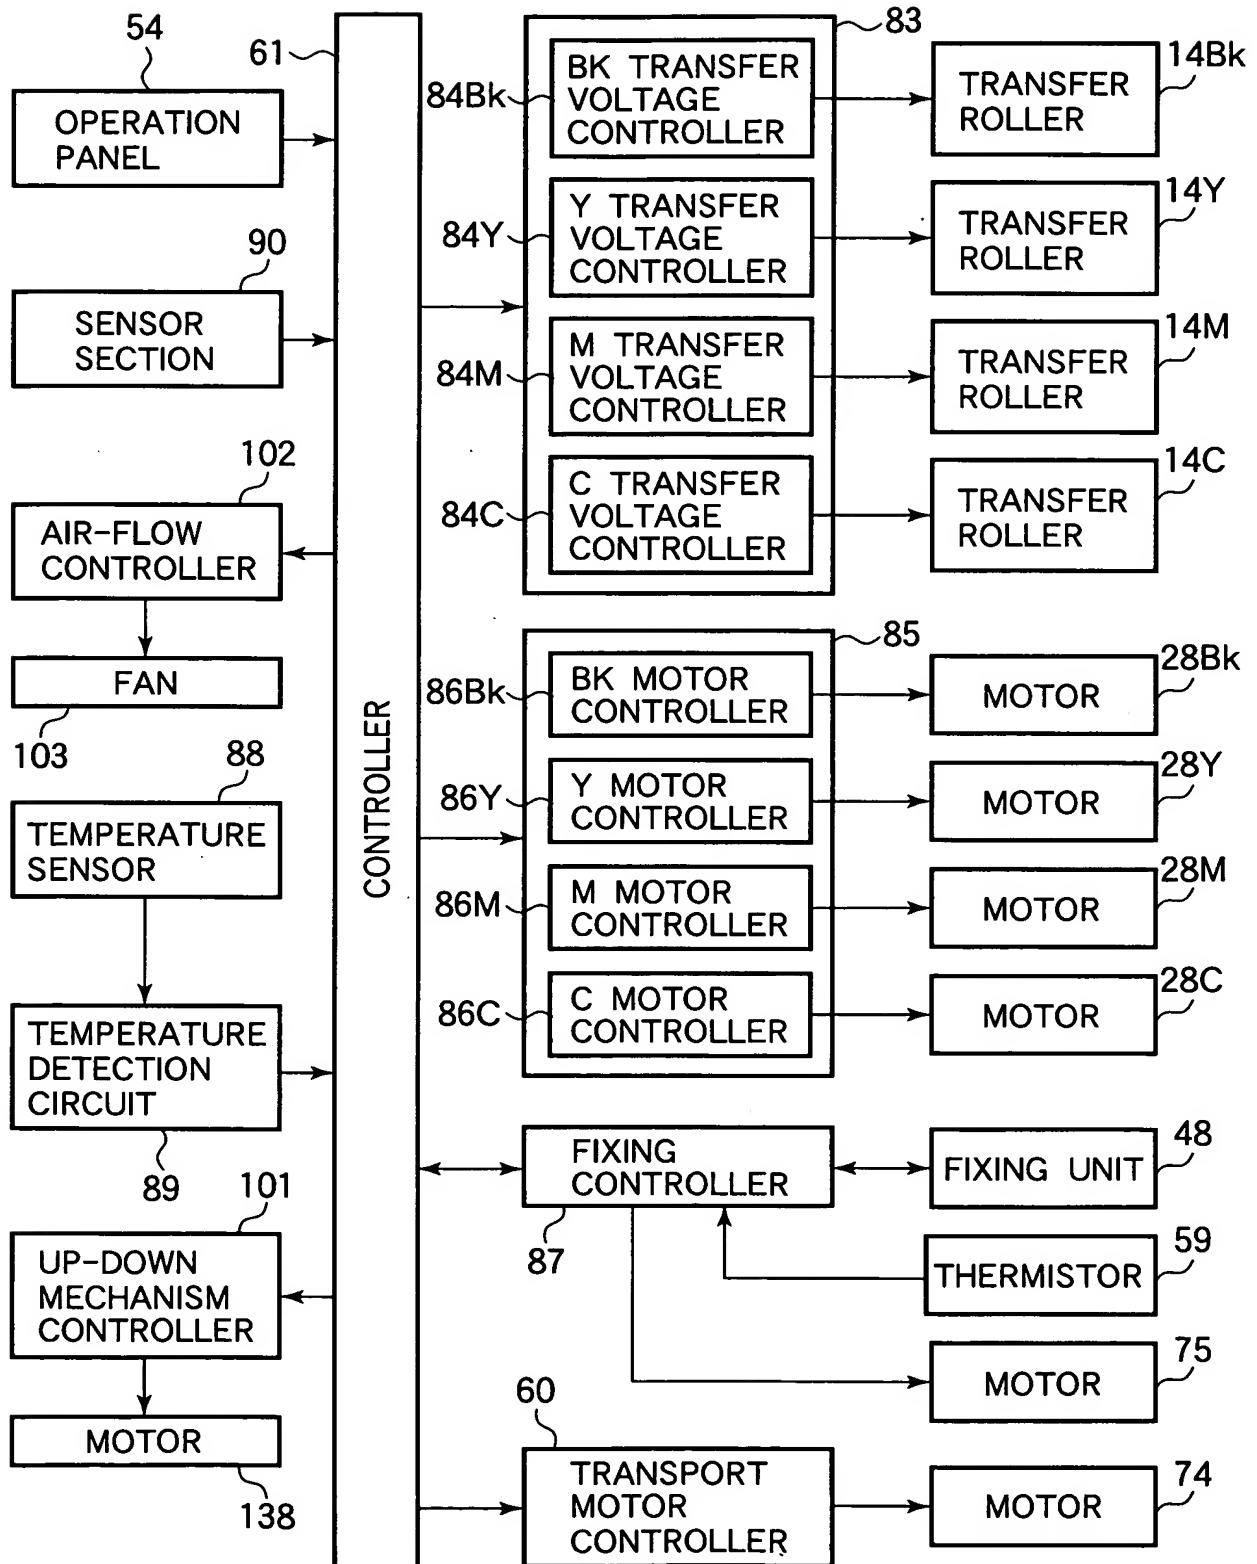 54
OPERATION
PANEL
90
SENSOR
SECTION
102
AIR-FLOW
CONTROLLER
FAN
103
88
TEMPERATURE
SENSOR
TEMPERATURE
DETECTION
CIRCUIT
89
101
UP-DOWN
MECHANISM
CONTROLLER
MOTOR
138
61
CONTROLLER
83
84Bk
BK TRANSFER
VOLTAGE
CONTROLLER
TRANSFER
ROLLER
14Bk
84Y
Y TRANSFER
VOLTAGE
CONTROLLER
TRANSFER
ROLLER
14Y
84M
M TRANSFER
VOLTAGE
CONTROLLER
TRANSFER
ROLLER
14M
84C
C TRANSFER
VOLTAGE
CONTROLLER
TRANSFER
ROLLER
14C
85
86Bk
BK MOTOR
CONTROLLER
MOTOR
28Bk
86Y
Y MOTOR
CONTROLLER
MOTOR
28Y
86M
M MOTOR
CONTROLLER
MOTOR
28M
86C
C MOTOR
CONTROLLER
MOTOR
28C
FIXING
CONTROLLER
87
FIXING UNIT
48
THERMISTOR
59
MOTOR
75
60
TRANSPORT
MOTOR
CONTROLLER
MOTOR
74